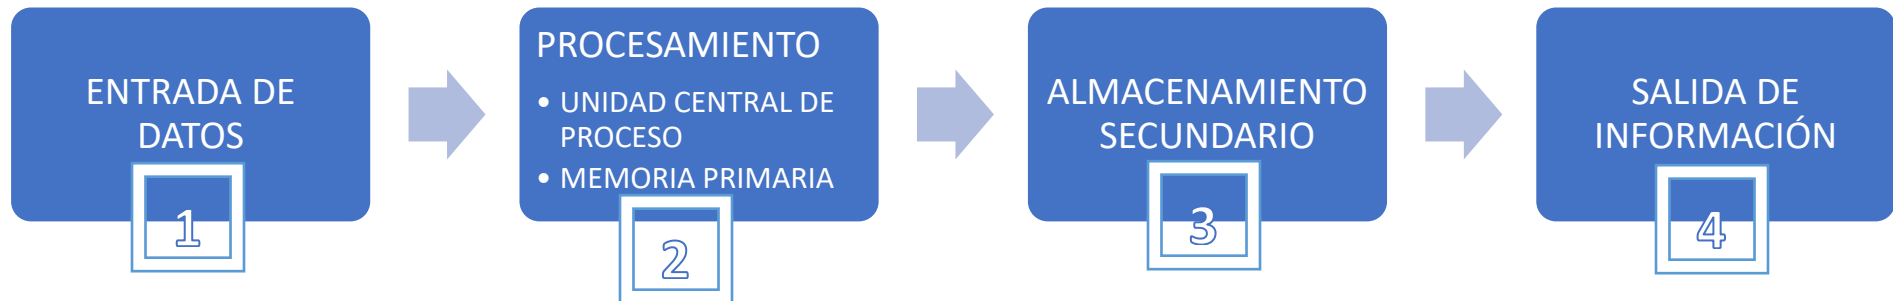 ENTRADA DE
DATOS
1
PROCESAMIENTO
• UNIDAD CENTRAL DE
PROCESO
• MEMORIA PRIMARIA
2
ALMACENAMIENTO
SECUNDARIO
3
SALIDA DE
INFORMACIÓN
4